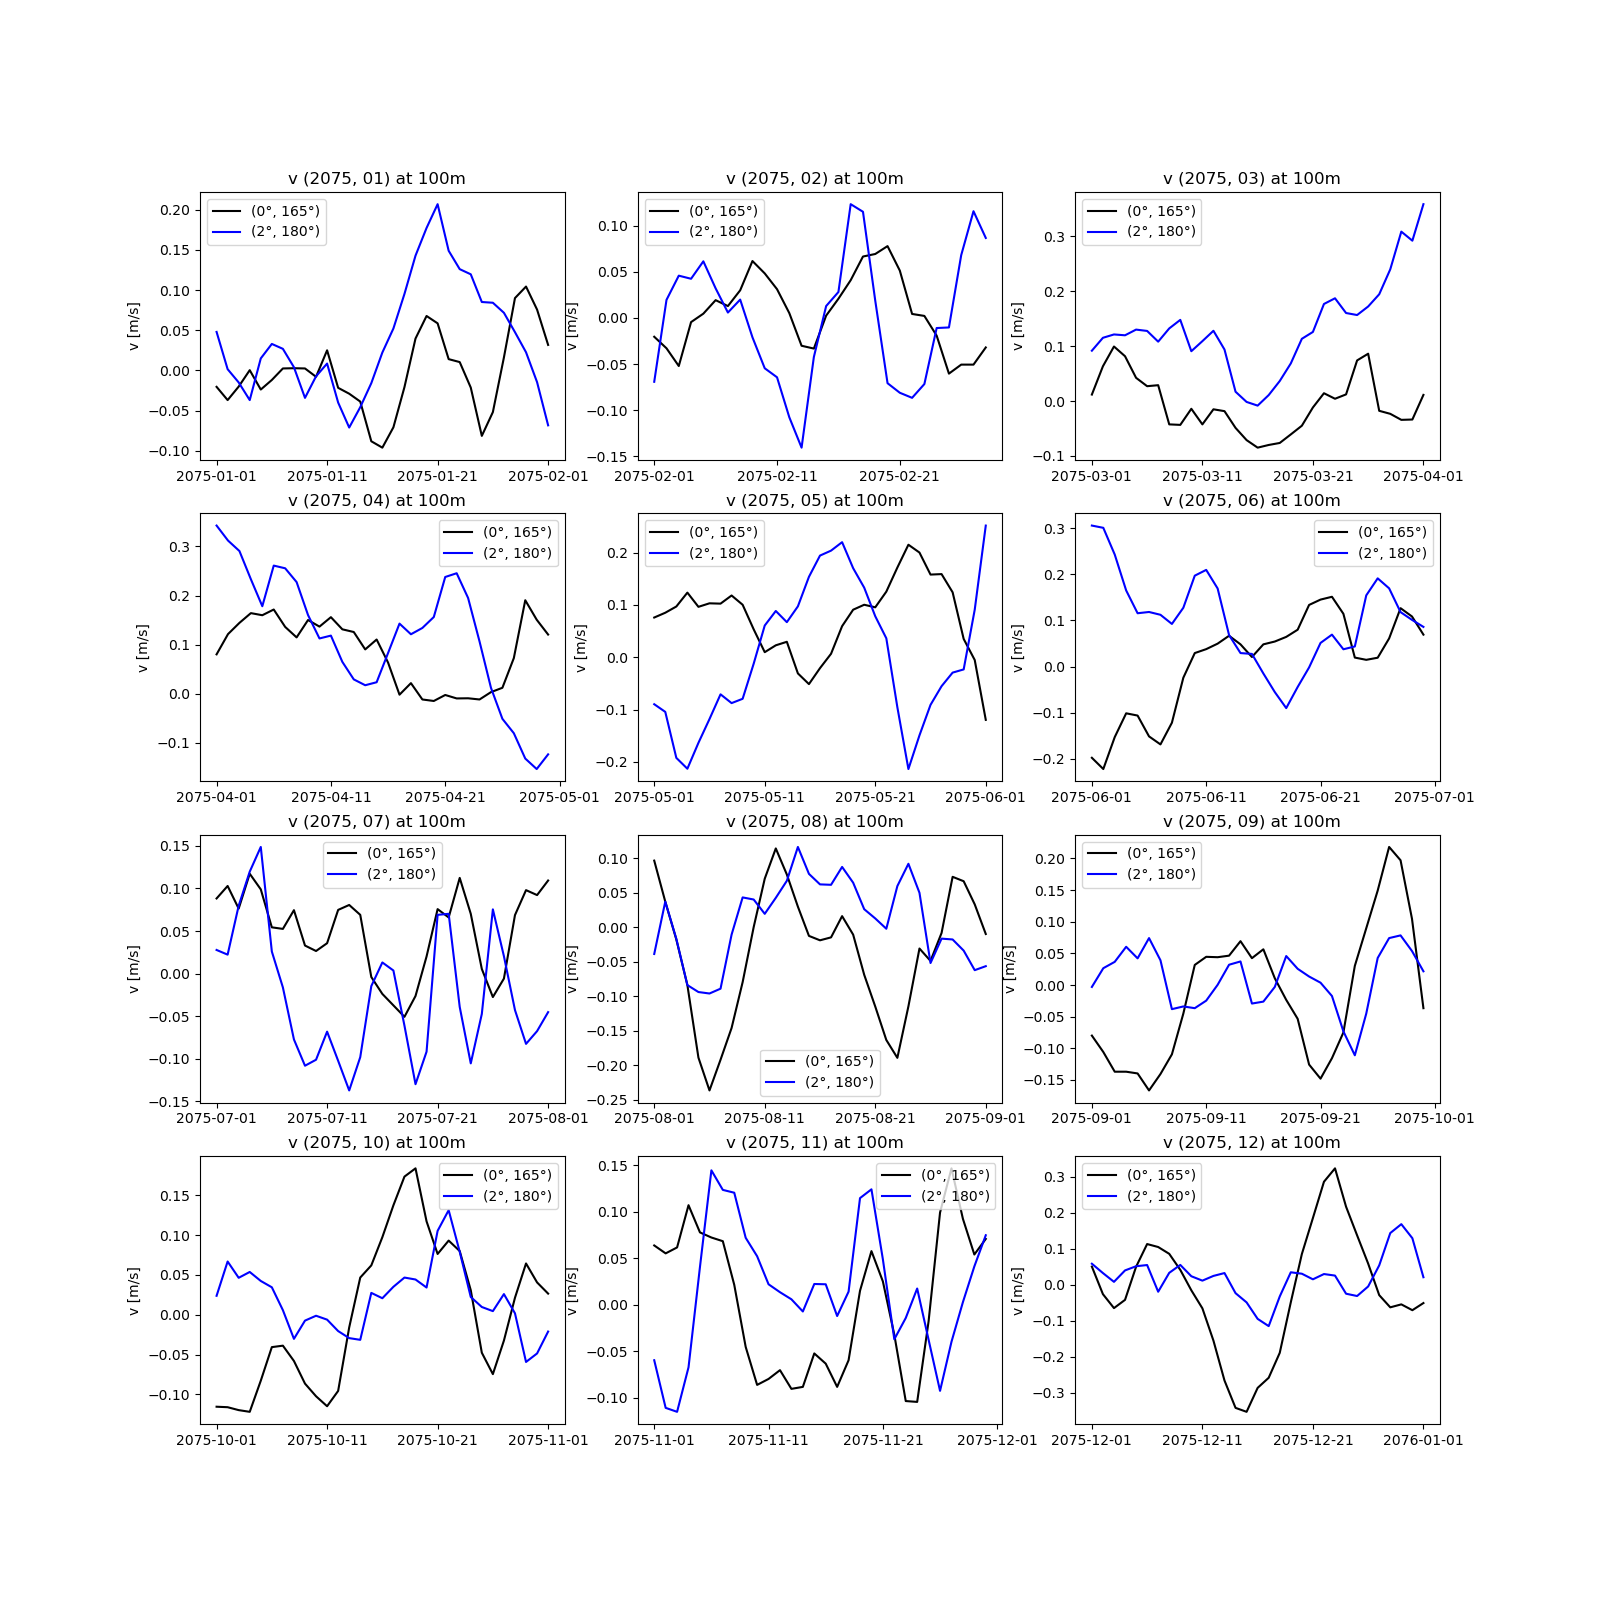 v (2075, 01) at 100m
v [m/s]
0.20
0.15
0.10
0.05
0.00
−0.05
−0.10
(0°, 165°)
(2°, 180°)
2075-01-01 2075-01-11 2075-01-21 2075-02-01
v (2075, 02) at 100m
v [m/s]
0.10
0.05
0.00
−0.05
−0.10
−0.15
(0°, 165°)
(2°, 180°)
2075-02-01 2075-02-11 2075-02-21
v (2075, 03) at 100m
v [m/s]
0.3
0.2
0.1
0.0
−0.1
(0°, 165°)
(2°, 180°)
2075-03-01 2075-03-11 2075-03-21 2075-04-01
v (2075, 04) at 100m
v [m/s]
0.3
0.2
0.1
0.0
−0.1
(0°, 165°)
(2°, 180°)
2075-04-01 2075-04-11 2075-04-21 2075-05-01
v (2075, 05) at 100m
v [m/s]
0.2
0.1
0.0
−0.1
−0.2
(0°, 165°)
(2°, 180°)
2075-05-01 2075-05-11 2075-05-21 2075-06-01
v (2075, 06) at 100m
v [m/s]
0.3
0.2
0.1
0.0
−0.1
−0.2
(0°, 165°)
(2°, 180°)
2075-06-01 2075-06-11 2075-06-21 2075-07-01
v (2075, 07) at 100m
v [m/s]
0.15
0.10
0.05
0.00
−0.05
−0.10
−0.15
(0°, 165°)
(2°, 180°)
2075-07-01 2075-07-11 2075-07-21 2075-08-01
v (2075, 08) at 100m
v [m/s]
0.10
0.05
0.00
−0.05
−0.10
−0.15
−0.20
−0.25
(0°, 165°)
(2°, 180°)
2075-08-01 2075-08-11 2075-08-21 2075-09-01
v (2075, 09) at 100m
v [m/s]
0.20
0.15
0.10
0.05
0.00
−0.05
−0.10
−0.15
(0°, 165°)
(2°, 180°)
2075-09-01 2075-09-11 2075-09-21 2075-10-01
v (2075, 10) at 100m
v [m/s]
0.15
0.10
0.05
0.00
−0.05
−0.10
(0°, 165°)
(2°, 180°)
2075-10-01 2075-10-11 2075-10-21 2075-11-01
v (2075, 11) at 100m
v [m/s]
0.15
0.10
0.05
0.00
−0.05
−0.10
(0°, 165°)
(2°, 180°)
2075-11-01 2075-11-11 2075-11-21 2075-12-01
v (2075, 12) at 100m
v [m/s]
0.3
0.2
0.1
0.0
−0.1
−0.2
−0.3
(0°, 165°)
(2°, 180°)
2075-12-01 2075-12-11 2075-12-21 2076-01-01